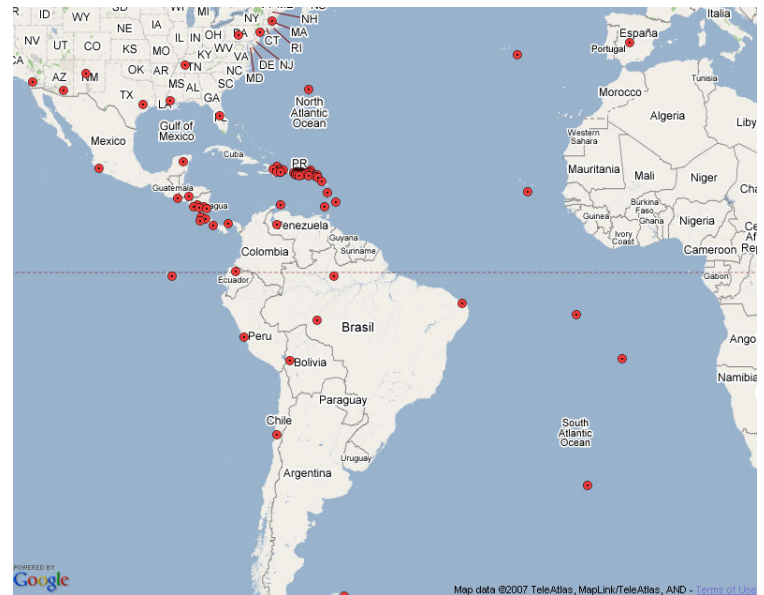 SD WI MI NY NH
ID WY IA PA MA
NE IL IN OH CT RI
NV UT CO KS MO KY WV VA DE NJ
CA OK AR TN NC MD
AZ NM MS AL SC
TX LA GA
FL
Gulf of
Mexico
Mexico
Cuba
PR
Guatemala
North
Atlantic
Ocean
Portugal
España
Italia
Tunisia
Morocco
Algeria
Liby
Western
Sahara
Mauritania
Mali
Niger
Cha
Guinea
Burkina
Faso
Ivory
Coast
Ghana
Nigeria
Cameroon
Gabon
Ango
Namibia
Venezuela
Guyana
Suriname
Colombia
Ecuador
Peru
Brasil
Bolivia
Paraguay
Chile
Uruguay
Argentina
South
Atlantic
Ocean
POWERED BY
Google
Map data ©2007 TeleAtlas, MapLink/TeleAtlas, AND - Terms of Use